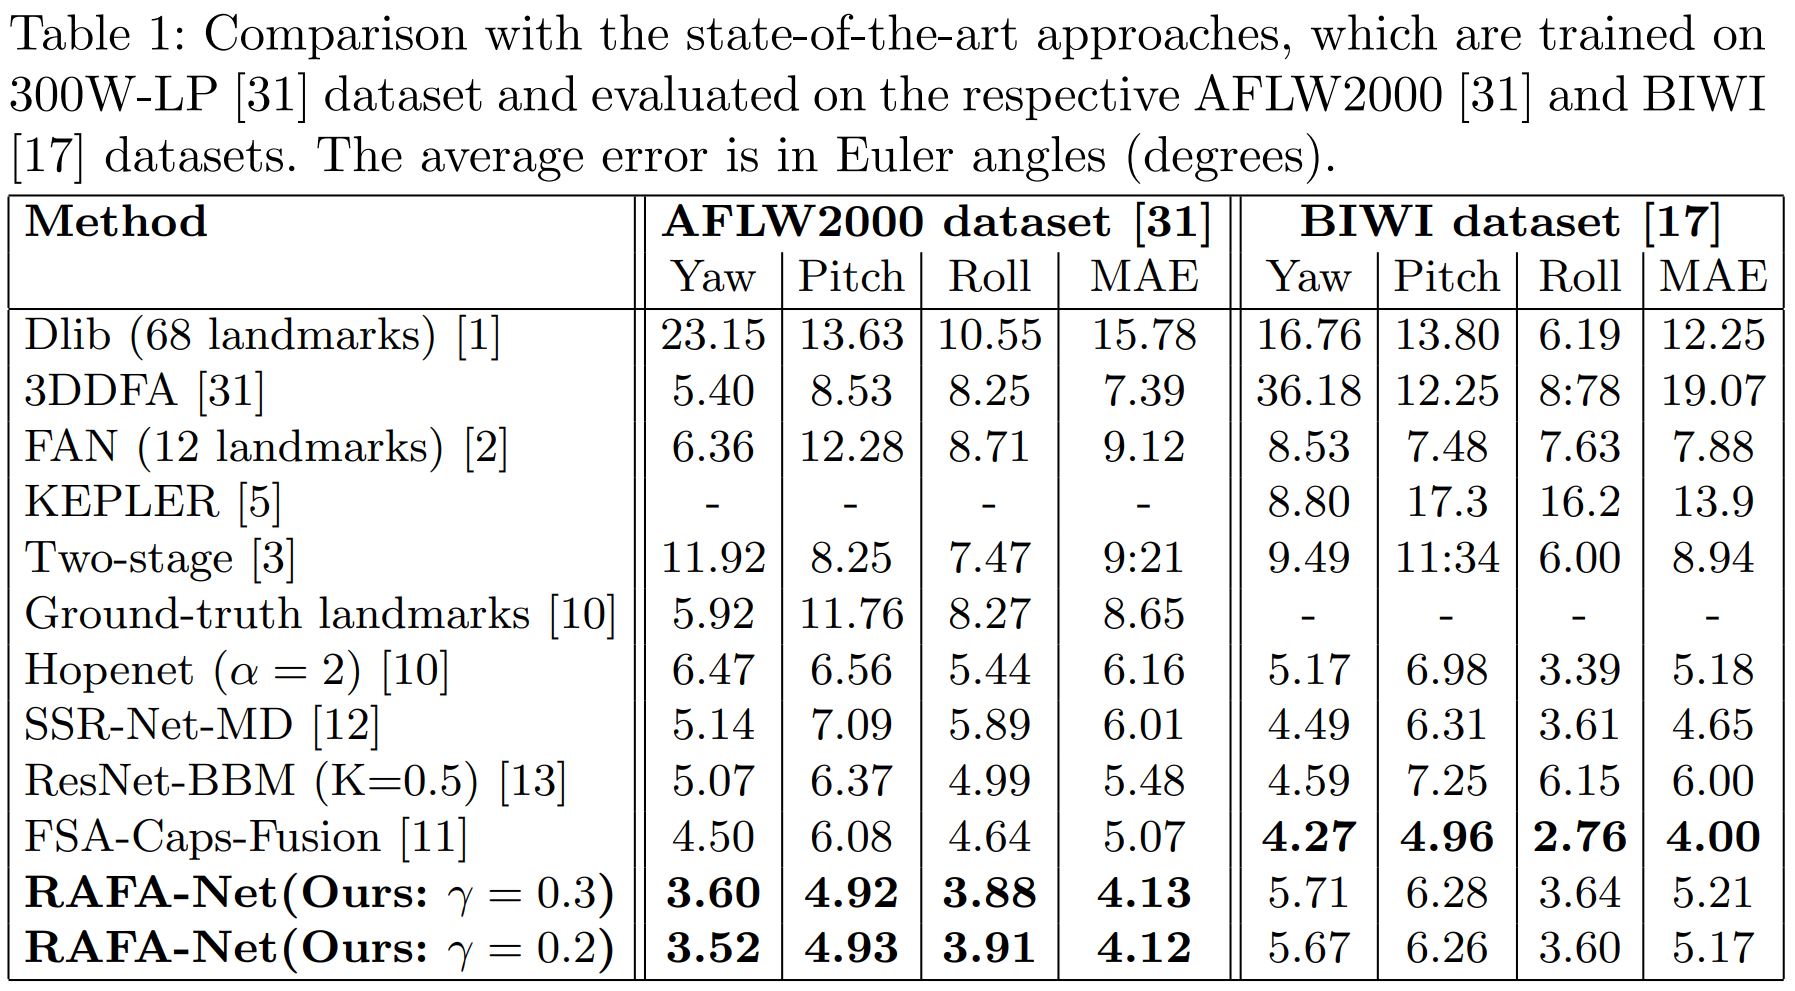 Table 1: Comparison with the state-of-the-art approaches, which are trained on
300W-LP [31] dataset and evaluated on the respective AFLW2000 [31] and BIWI
[17] datasets. The average error is in Euler angles (degrees).
Method AFLW2000 dataset [31] BIWI dataset [17]
Yaw Pitch Roll MAE Yaw Pitch Roll MAE
Dlib (68 landmarks) [1] 23.15 13.63 10.55 15.78 16.76 13.80 6.19 12.25
3DDFA [31] 5.40 8.53 8.25 7.39 36.18 12.25 8:78 19.07
FAN (12 landmarks) [2] 6.36 12.28 8.71 9.12 8.53 7.48 7.63 7.88
KEPLER [5] - - - - 8.80 17.3 16.2 13.9
Two-stage [3] 11.92 8.25 7.47 9:21 9.49 11:34 6.00 8.94
Ground-truth landmarks [10] 5.92 11.76 8.27 8.65 - - - -
Hopenet (α = 2) [10] 6.47 6.56 5.44 6.16 5.17 6.98 3.39 5.18
SSR-Net-MD [12] 5.14 7.09 5.89 6.01 4.49 6.31 3.61 4.65
ResNet-BBM (K=0.5) [13] 5.07 6.37 4.99 5.48 4.59 7.25 6.15 6.00
FSA-Caps-Fusion [11] 4.50 6.08 4.64 5.07 4.27 4.96 2.76 4.00
RAFA-Net(Ours: γ = 0.3) 3.60 4.92 3.88 4.13 5.71 6.28 3.64 5.21
RAFA-Net(Ours: γ = 0.2) 3.52 4.93 3.91 4.12 5.67 6.26 3.60 5.17